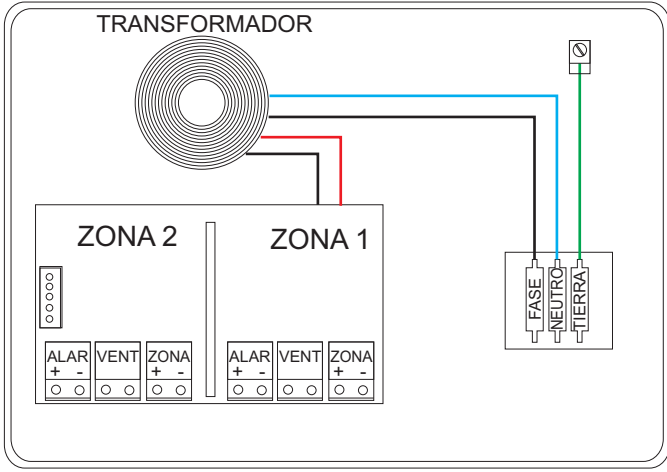 TRANSFORMADOR
ZONA 2
ZONA 1
ALAR
+ -
VENT
ZONA
+ -
ALAR
+ -
VENT
ZONA
+ -
FASE
NEUTRO
TIERRA